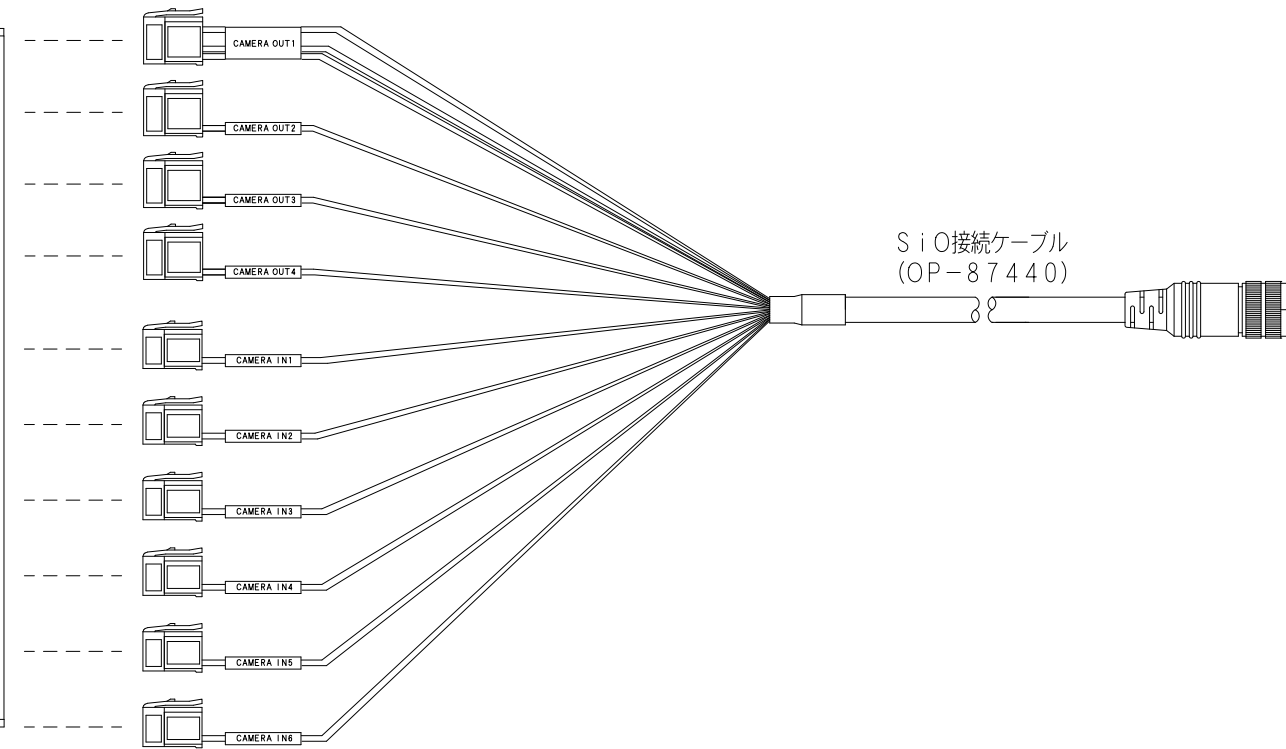 CAMERA OUT1
CAMERA OUT2
CAMERA OUT3
CAMERA OUT4
CAMERA IN1
CAMERA IN2
CAMERA IN3
CAMERA IN4
CAMERA IN5
CAMERA IN6
SiO接続ケーブル
(OP-87440)